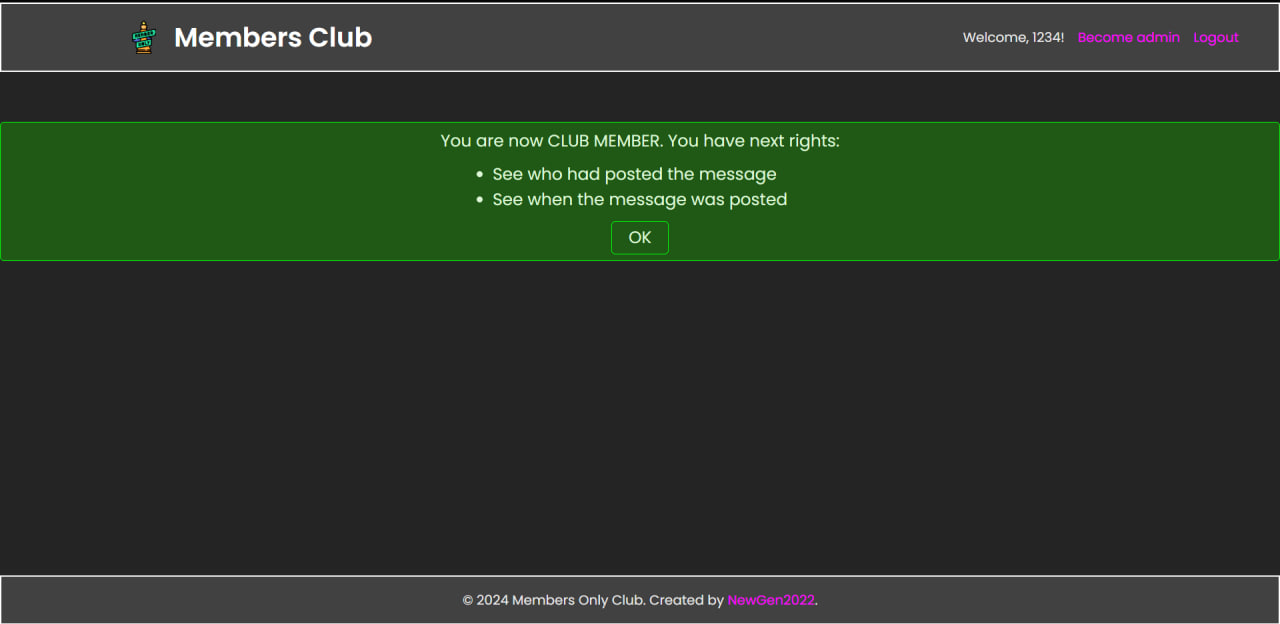 Members Club
Welcome, 1234! Become admin Logout
You are now CLUB MEMBER. You have next rights:
• See who had posted the message
• See when the message was posted
OK
© 2024 Members Only Club. Created by NewGen2022.